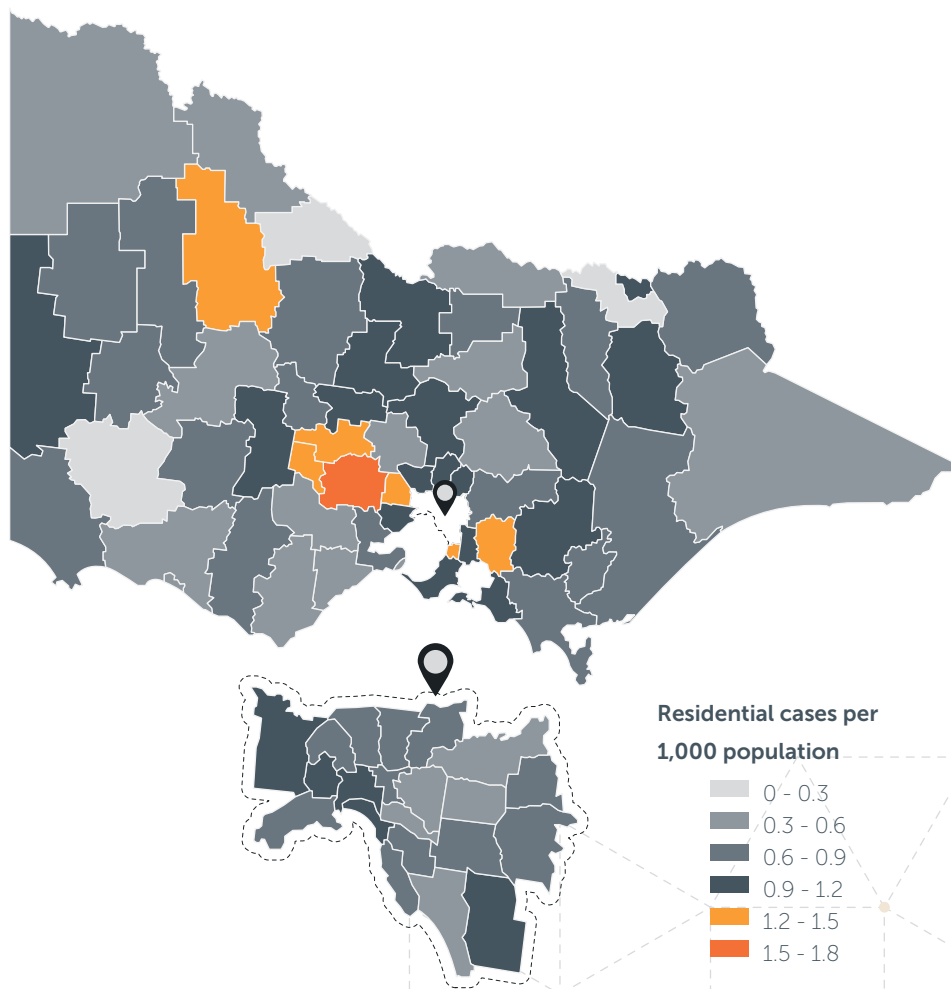 Residential cases per
1,000 population
0 - 0.3
0.3 - 0.6
0.6 - 0.9
0.9 - 1.2
1.2 - 1.5
1.5 - 1.8